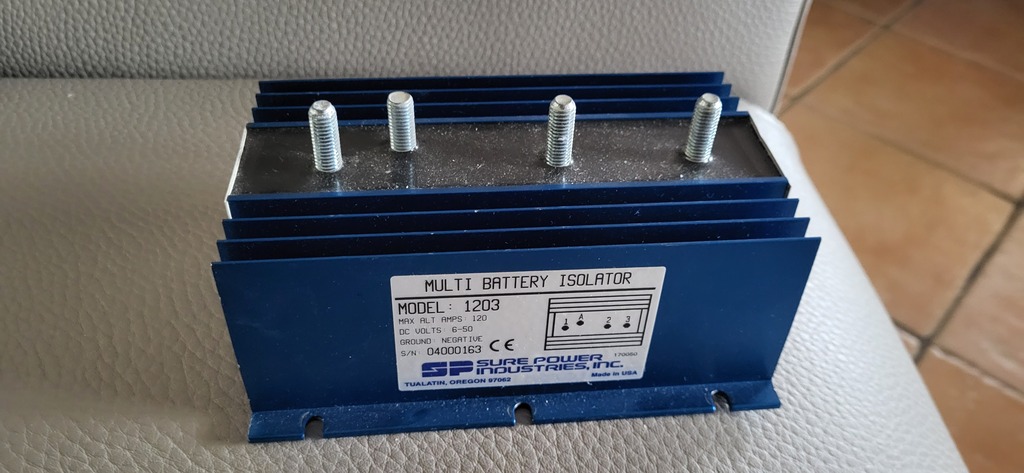 MULTI BATTERY ISOLATOR
MODEL: 1203
MAX ALT AMPS: 120
DC VOLTS: 6-50
GROUND: NEGATIVE
S/N: 04000163 CE
1 A 2 3
170060
SP SURE POWER
INDUSTRIES, INC.
TUALATIN, OREGON 97062
Made in USA